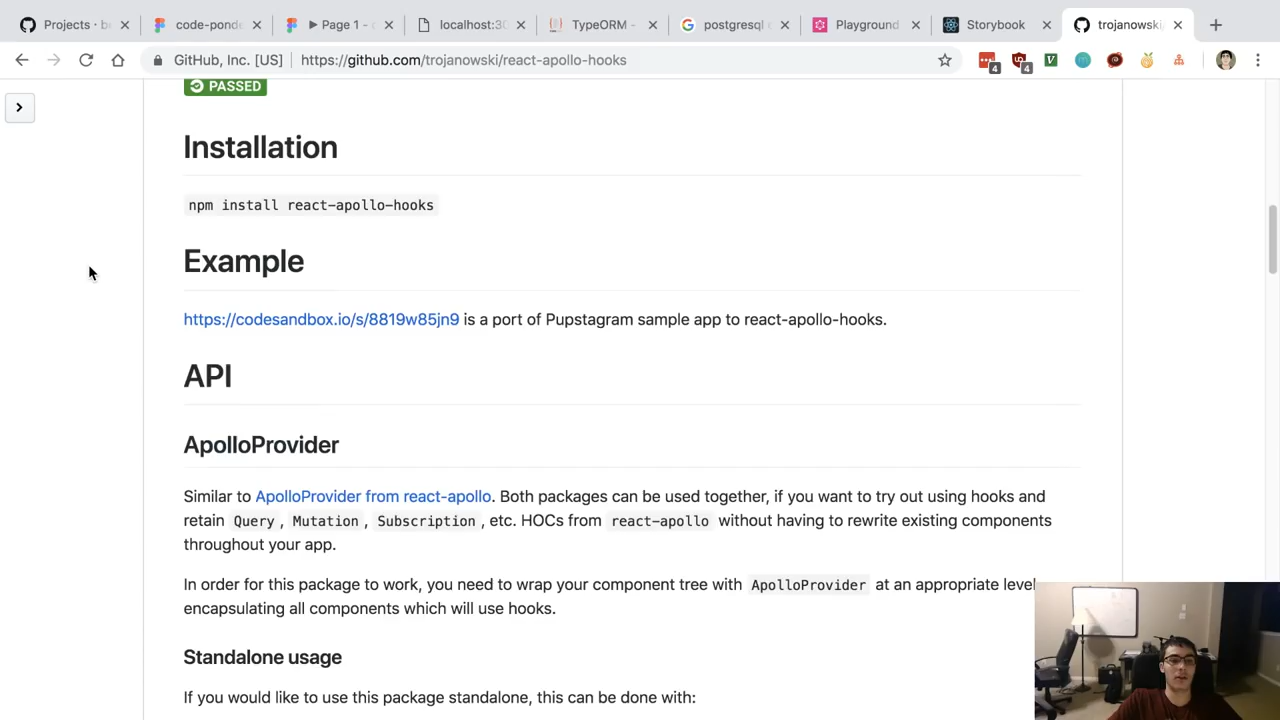 Projects · b
code-pond
▶ Page 1 -
localhost:30
TypeORM -
postgresql
Playground
Storybook
trojanowski/
GitHub, Inc. [US]
https://github.com/trojanowski/react-apollo-hooks
4
4
PASSED
Installation
npm install react-apollo-hooks
Example
https://codesandbox.io/s/8819w85jn9 is a port of Pupstagram sample app to react-apollo-hooks.
API
ApolloProvider
Similar to ApolloProvider from react-apollo. Both packages can be used together, if you want to try out using hooks and
retain Query, Mutation, Subscription, etc. HOCs from react-apollo without having to rewrite existing components
throughout your app.
In order for this package to work, you need to wrap your component tree with ApolloProvider at an appropriate level
encapsulating all components which will use hooks.
Standalone usage
If you would like to use this package standalone, this can be done with: